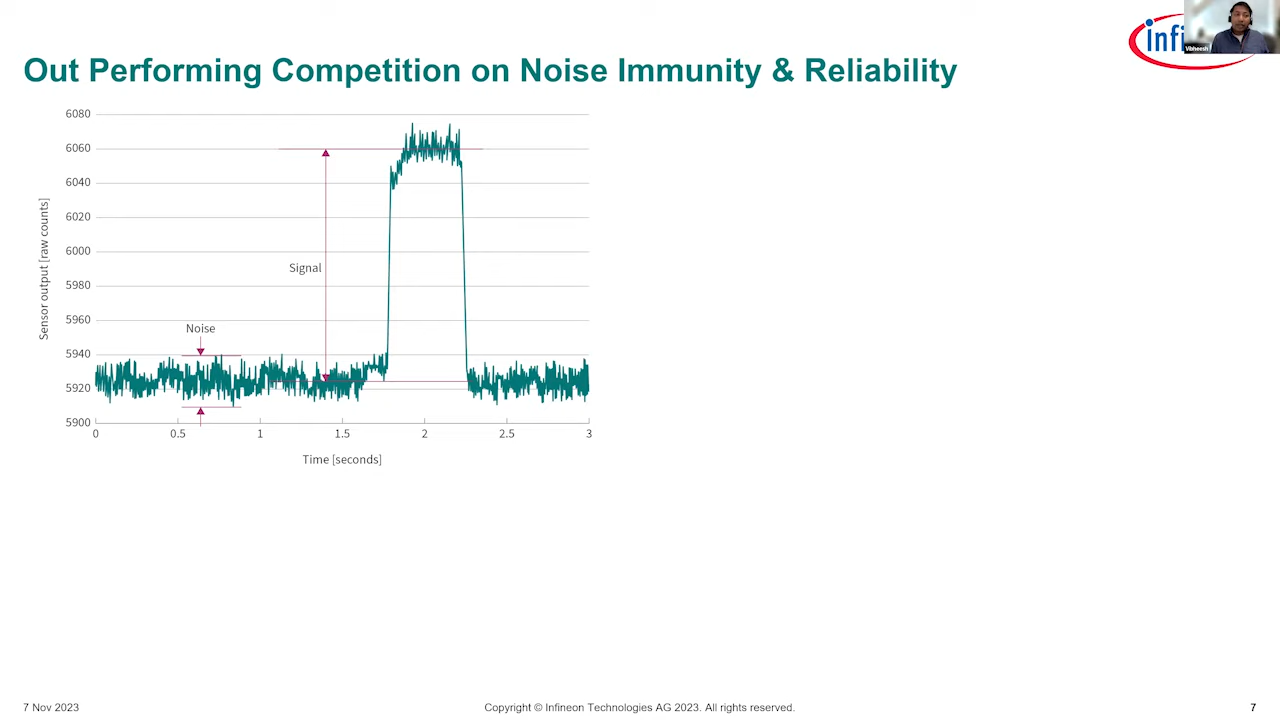 Out Performing Competition on Noise Immunity & Reliability
infi
Vibheesh
6080
6060
6040
6020
6000
5980
5960
5940
5920
5900
Sensor output [raw counts]
Signal
Noise
0 0.5 1 1.5 2 2.5 3
Time [seconds]
7 Nov 2023
Copyright © Infineon Technologies AG 2023. All rights reserved.
7